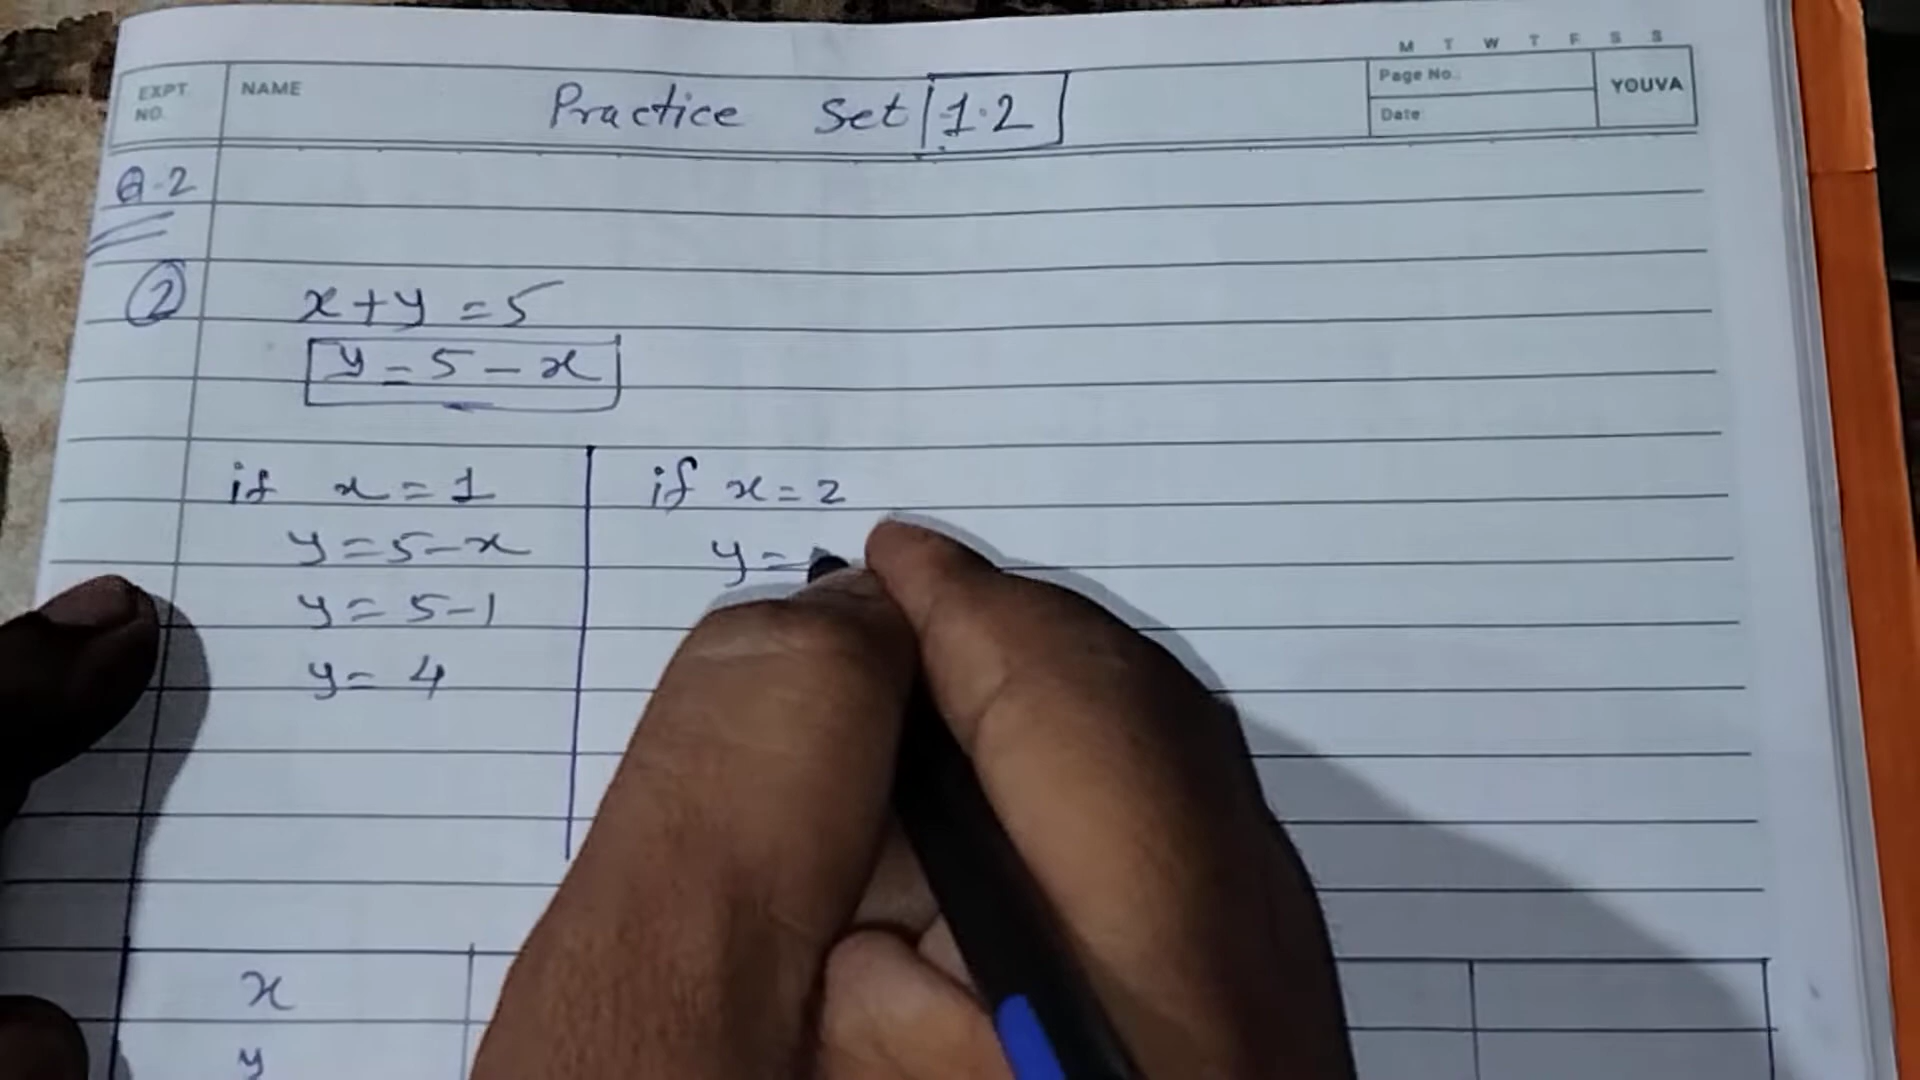 M T W T F S S
EXPT. NO. NAME Practice Set 1.2 Page No.: Date: YOUVA
Q-2
2 x+y=5
y=5-x
if x=1
y=5-x
y=5-1
y=4
if x=2
y=
x
y